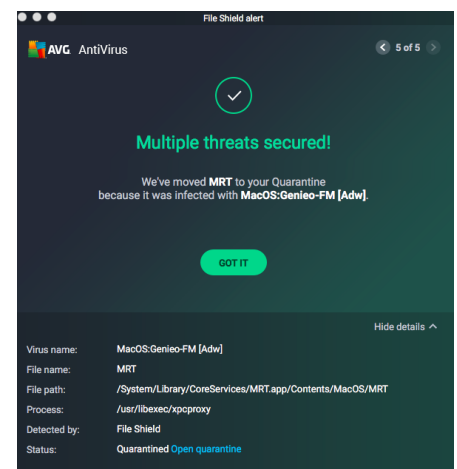 File Shield alert
AVG AntiVirus
5 of 5
Multiple threats secured!
We've moved MRT to your Quarantine
because it was infected with MacOS:Genieo-FM [Adw].
GOT IT
Hide details
Virus name: MacOS:Genieo-FM [Adw]
File name: MRT
File path: /System/Library/CoreServices/MRT.app/Contents/MacOS/MRT
Process: /usr/libexec/xpcproxy
Detected by: File Shield
Status: Quarantined Open quarantine